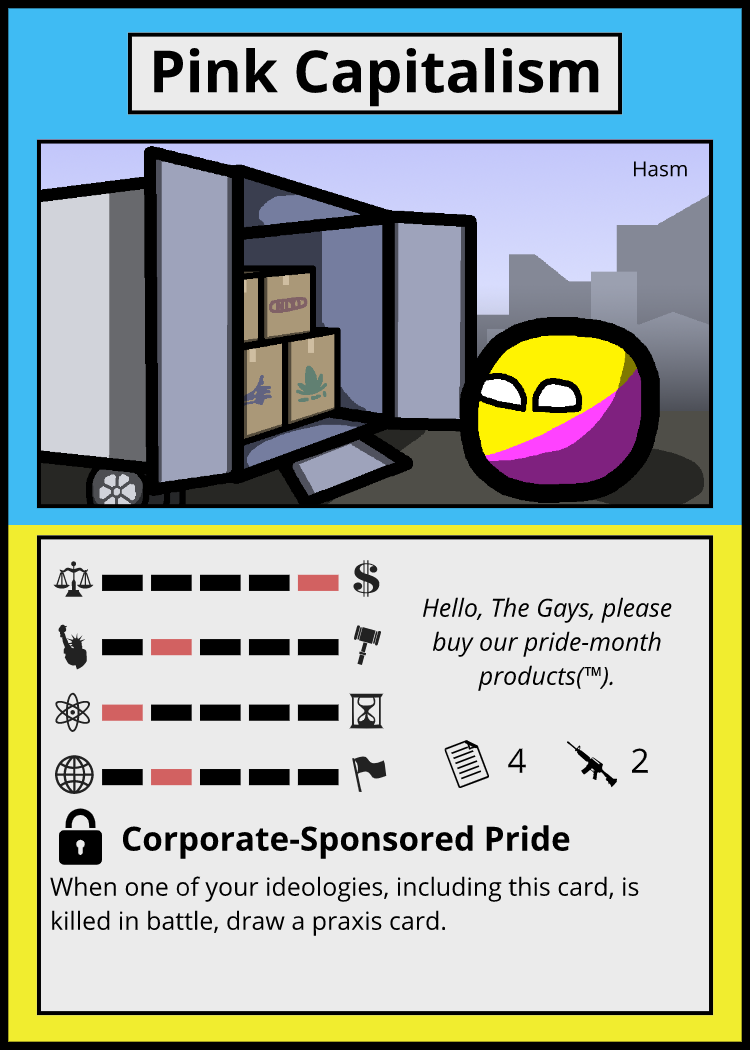 Pink Capitalism
Hasm
Hello, The Gays, please
buy our pride-month
products(™).
4
2
Corporate-Sponsored Pride
When one of your ideologies, including this card, is
killed in battle, draw a praxis card.